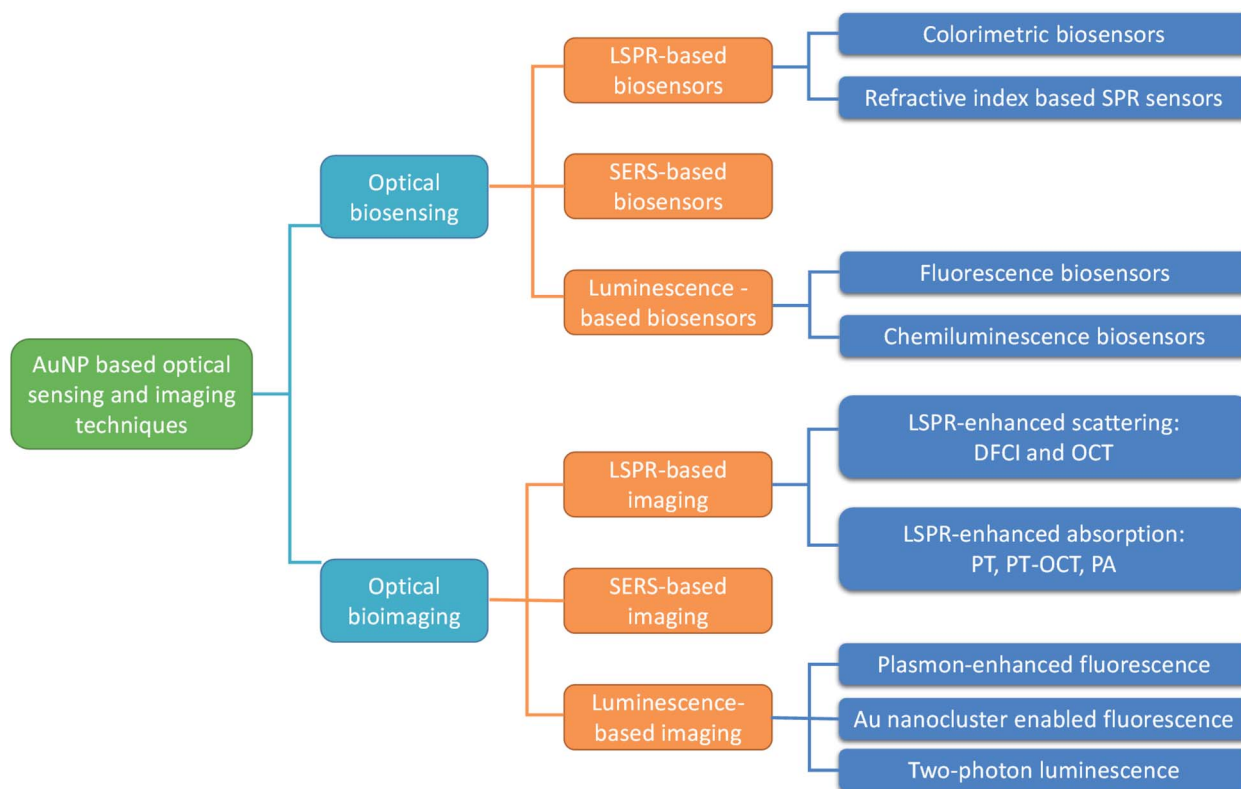 AuNP based optical
sensing and imaging
techniques
Optical
biosensing
LSPR-based
biosensors
Colorimetric biosensors
Refractive index based SPR sensors
SERS-based
biosensors
Luminescence -
based biosensors
Fluorescence biosensors
Chemiluminescence biosensors
Optical
bioimaging
LSPR-based
imaging
LSPR-enhanced scattering:
DFCI and OCT
LSPR-enhanced absorption:
PT, PT-OCT, PA
SERS-based
imaging
Luminescence-
based imaging
Plasmon-enhanced fluorescence
Au nanocluster enabled fluorescence
Two-photon luminescence